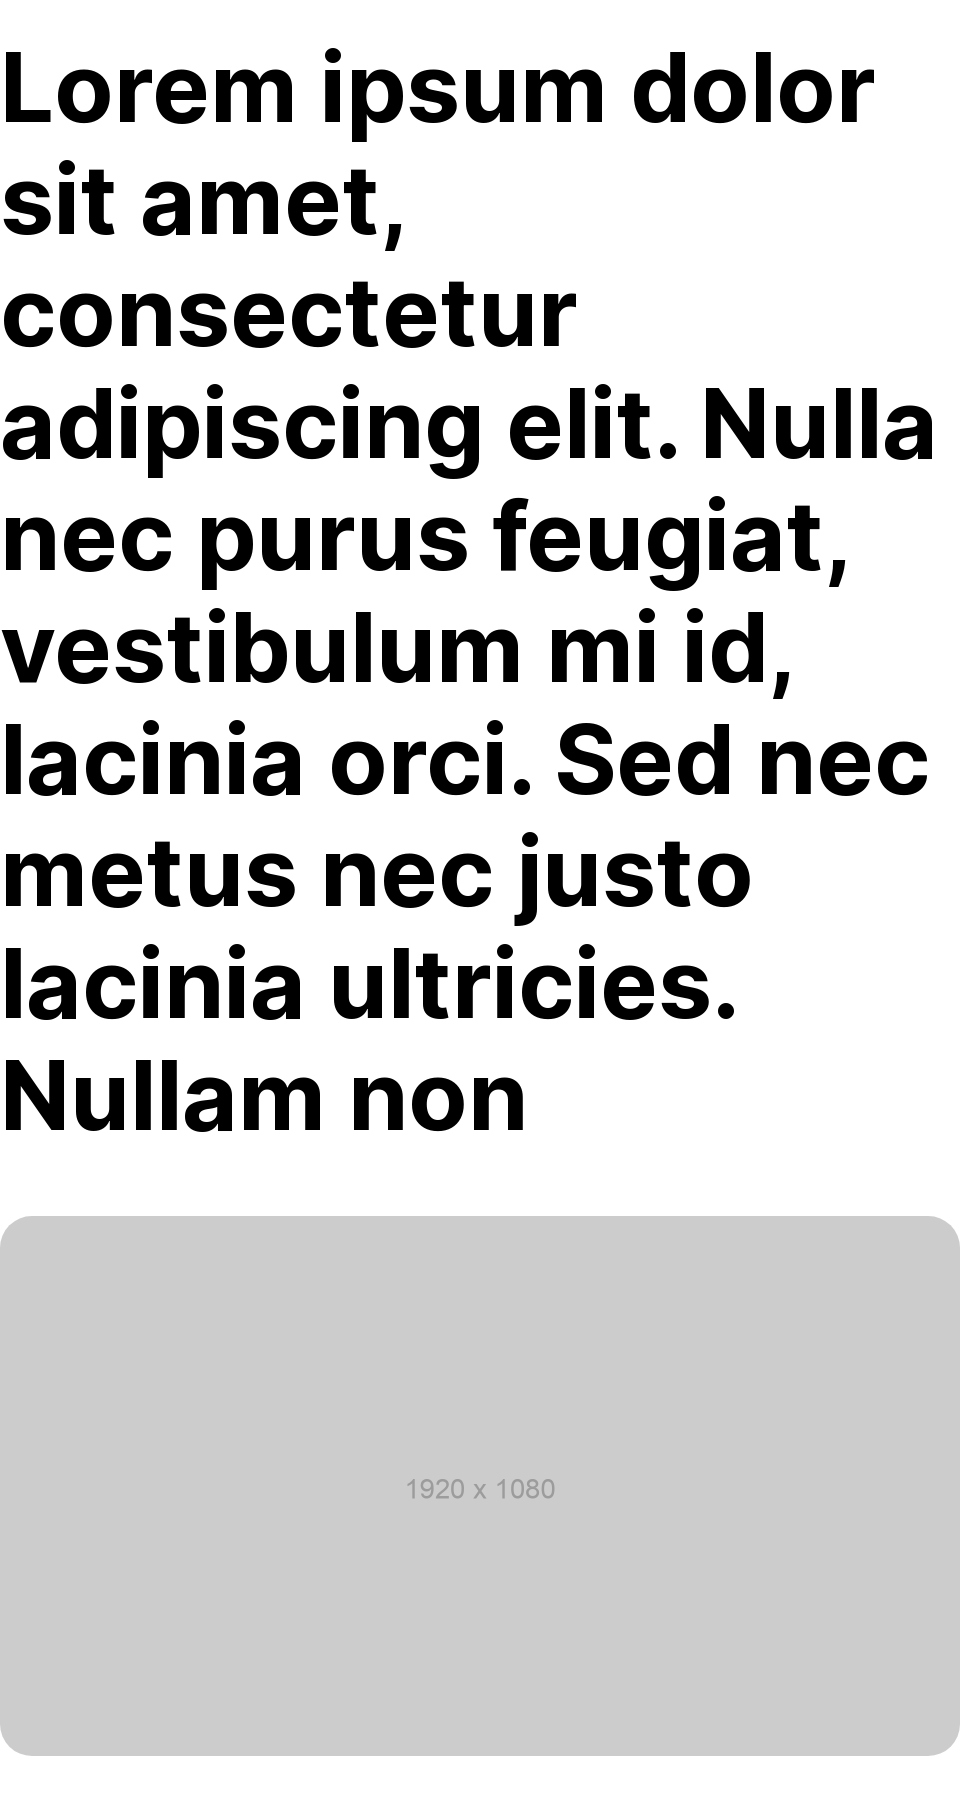 Lorem ipsum dolor
sit amet,
consectetur
adipiscing elit. Nulla
nec purus feugiat,
vestibulum mi id,
lacinia orci. Sed nec
metus nec justo
lacinia ultricies.
Nullam non
1920 x 1080